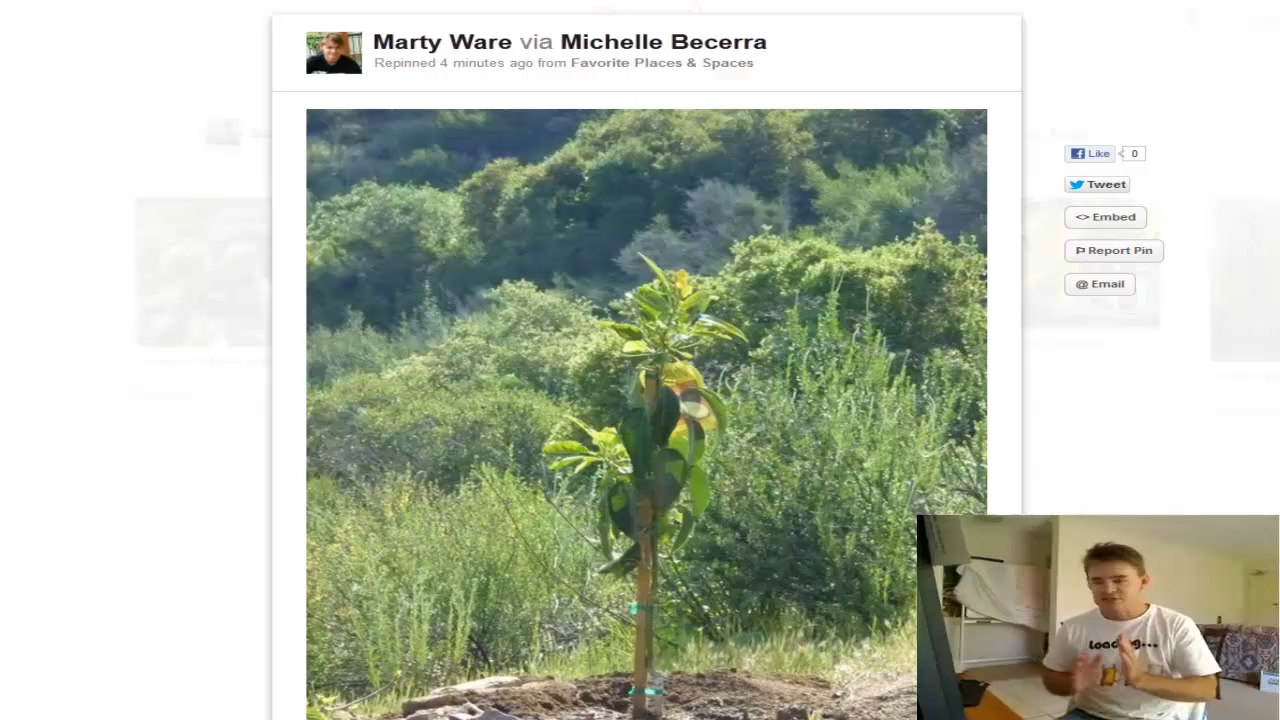 Marty Ware via Michelle Becerra
Repinned 4 minutes ago from Favorite Places & Spaces
Like 0
Tweet
<> Embed
Report Pin
@ Email
Loading...